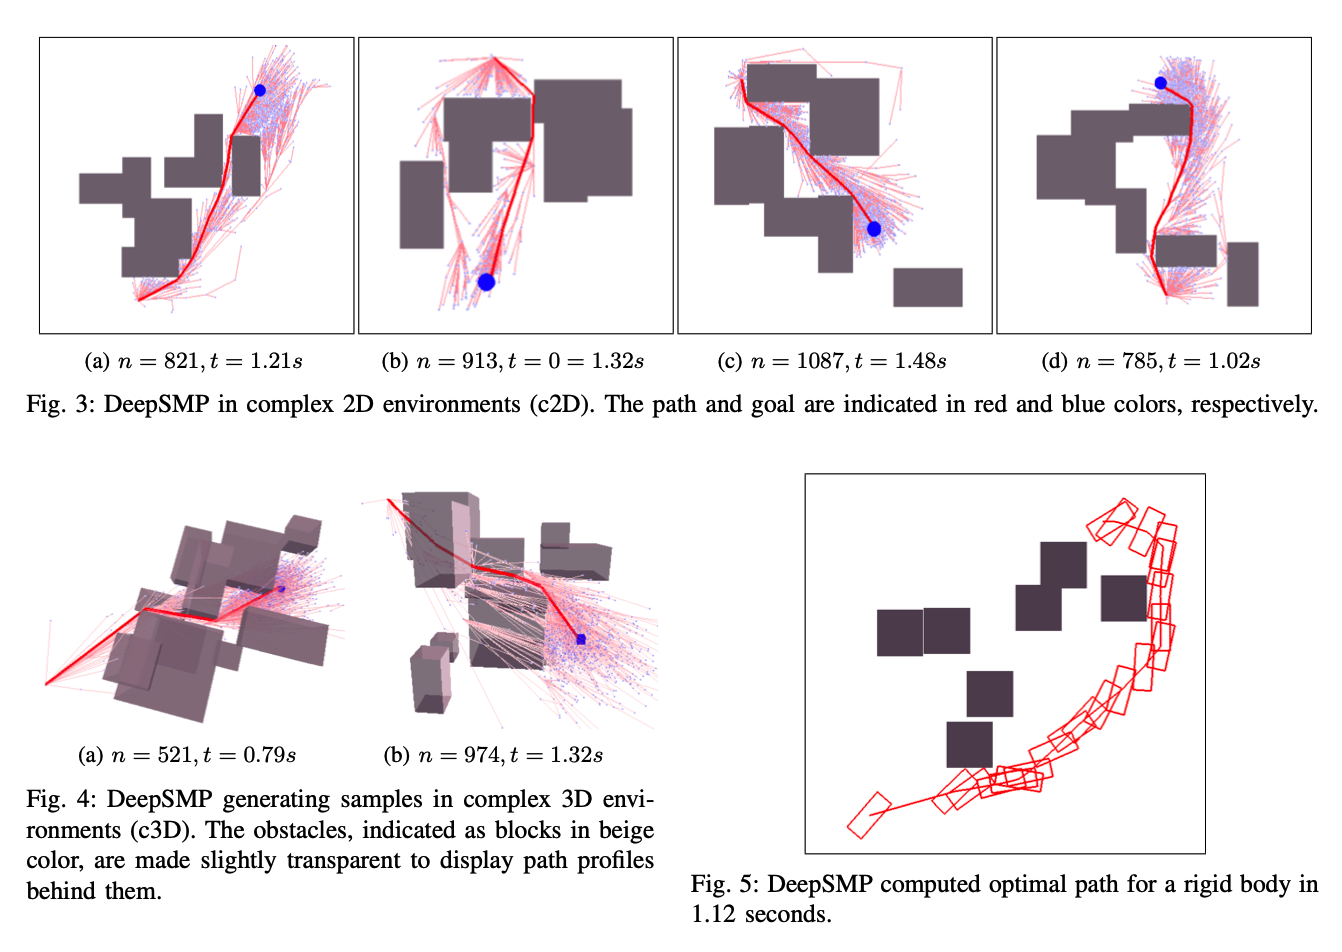 (a) n = 821, t = 1.21s
(b) n = 913, t = 0 = 1.32s
(c) n = 1087, t = 1.48s
(d) n = 785, t = 1.02s
Fig. 3: DeepSMP in complex 2D environments (c2D). The path and goal are indicated in red and blue colors, respectively.
(a) n = 521, t = 0.79s
(b) n = 974, t = 1.32s
Fig. 4: DeepSMP generating samples in complex 3D envi-
ronments (c3D). The obstacles, indicated as blocks in beige
color, are made slightly transparent to display path profiles
behind them.
Fig. 5: DeepSMP computed optimal path for a rigid body in
1.12 seconds.